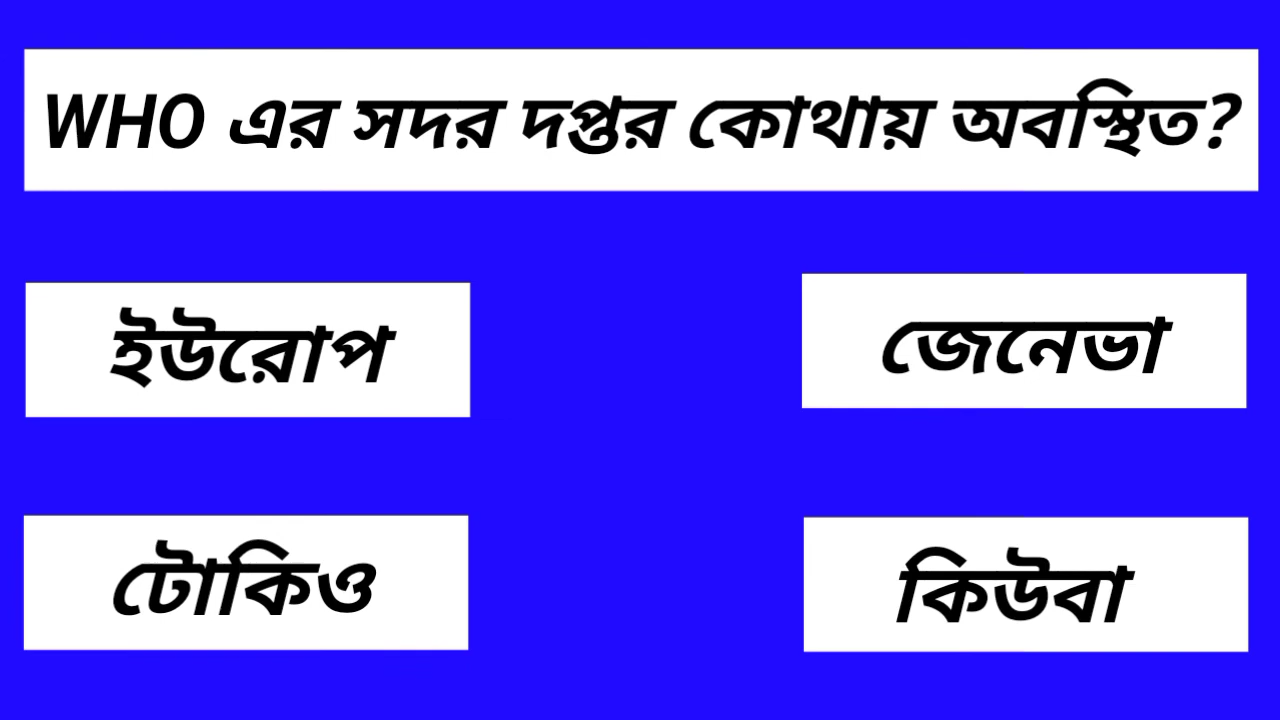 WHO এর সদর দপ্তর কোথায় অবস্থিত?
ইউরোপ
জেনেভা
টোকিও
কিউবা